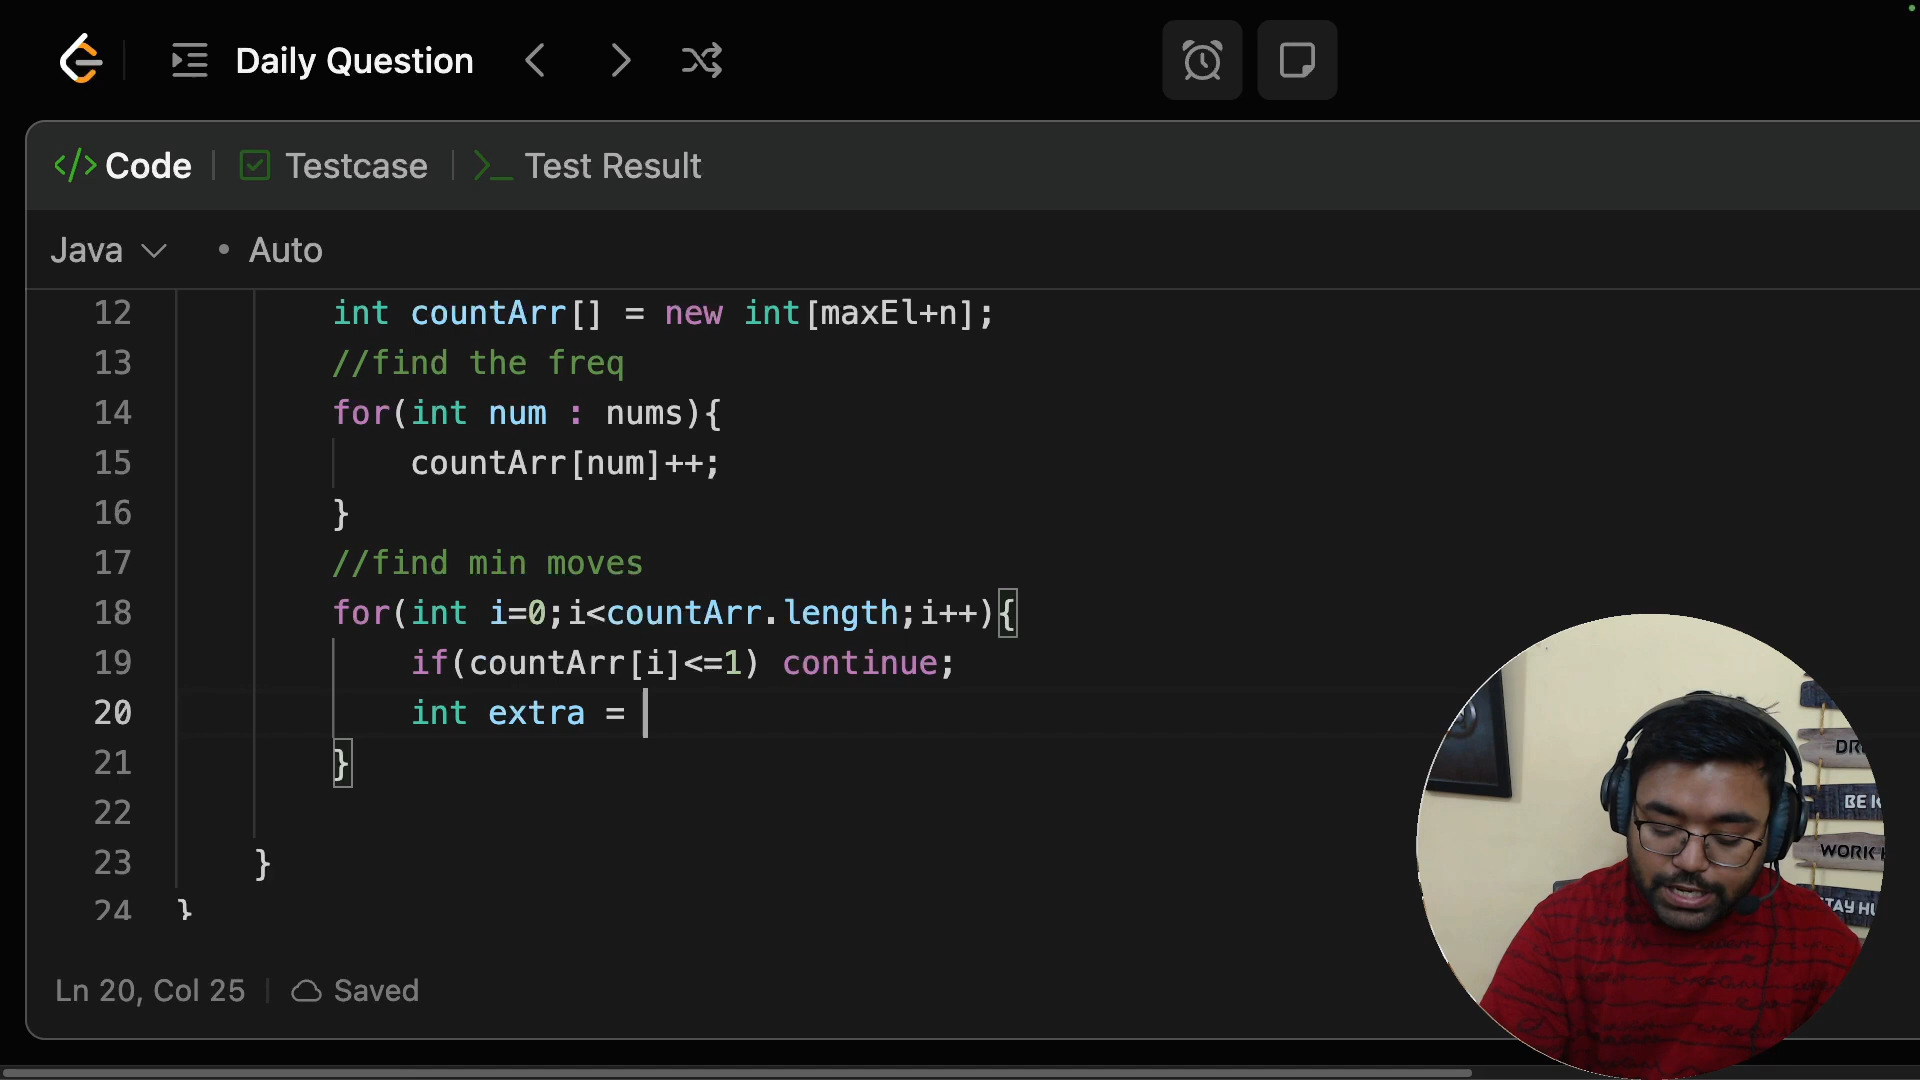 Daily Question
Code
Testcase
Test Result
Java
• Auto
12 int countArr[] = new int[maxEl+n];
13 //find the freq
14 for(int num : nums){
15 countArr[num]++;
16 }
17 //find min moves
18 for(int i=0;i<countArr.length;i++){
19 if(countArr[i]<=1) continue;
20 int extra =
21 }
22
23 }
24 }
Ln 20, Col 25
Saved
BE
WORK